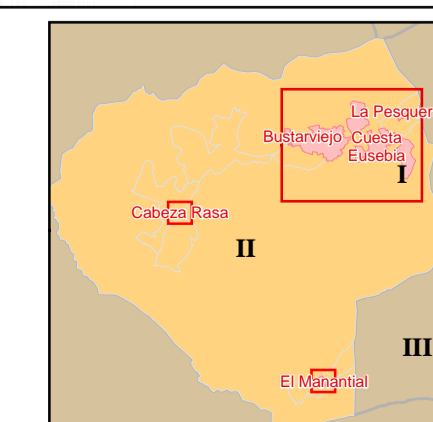 La Pesquer
Bustarviejo
Cuesta
Eusebia
I
Cabeza Rasa
II
III
El Manantial